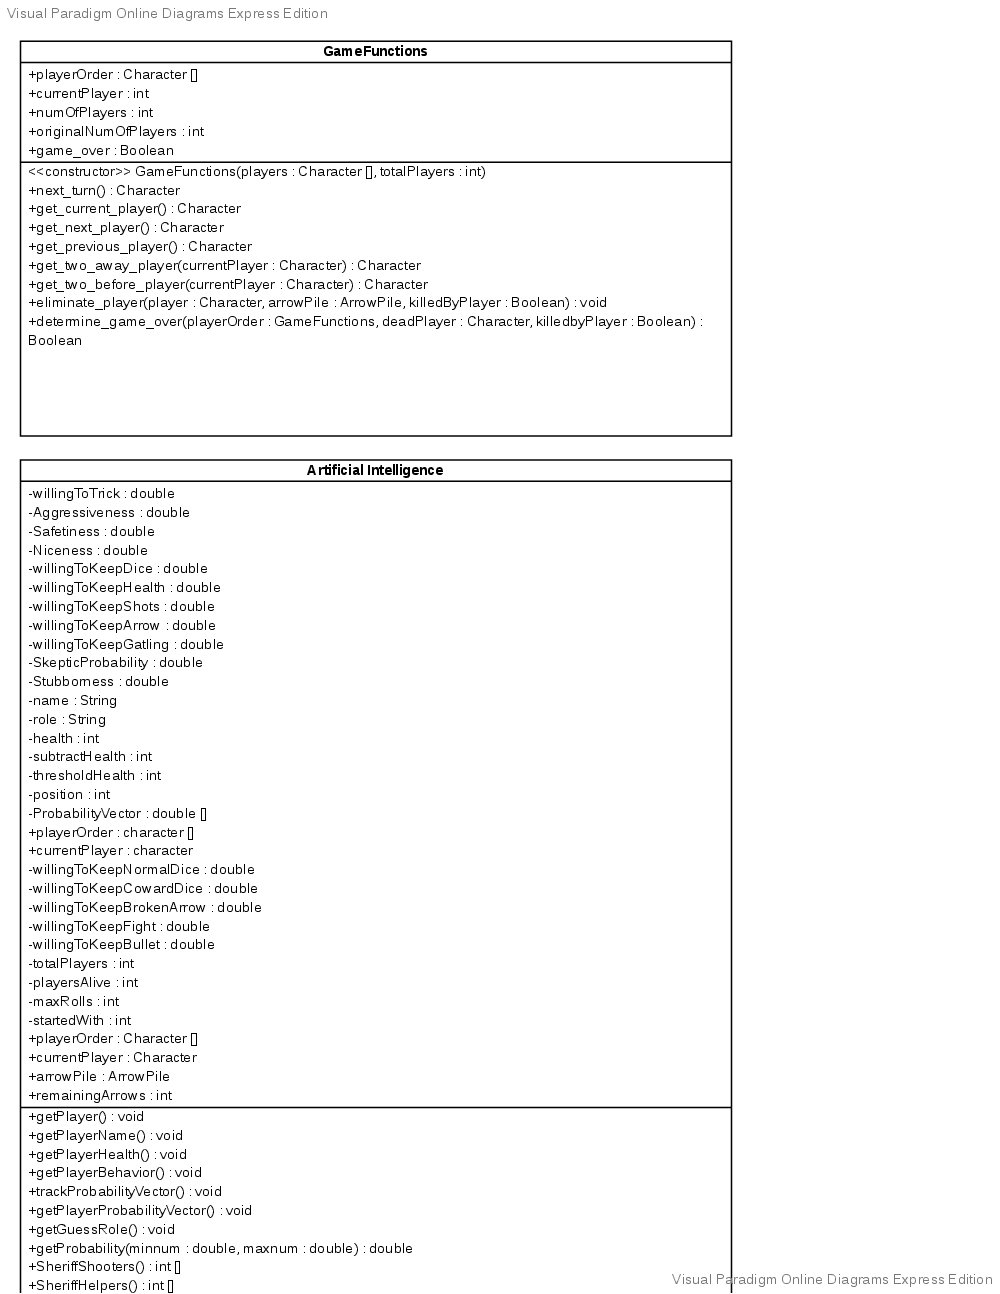 Visual Paradigm Online Diagrams Express Edition
GameFunctions
+playerOrder : Character []
+currentPlayer : int
+numOfPlayers : int
+originalNumOfPlayers : int
+game_over : Boolean
<<constructor>> GameFunctions(players : Character [], totalPlayers : int)
+next_turn() : Character
+get_current_player() : Character
+get_next_player() : Character
+get_previous_player() : Character
+get_two_away_player(currentPlayer : Character) : Character
+get_two_before_player(currentPlayer : Character) : Character
+eliminate_player(player : Character, arrowPile : ArrowPile, killedByPlayer : Boolean) : void
+determine_game_over(playerOrder : GameFunctions, deadPlayer : Character, killedbyPlayer : Boolean) :
Boolean
Artificial Intelligence
-willingToTrick : double
-Aggressiveness : double
-Safetiness : double
-Niceness : double
-willingToKeepDice : double
-willingToKeepHealth : double
-willingToKeepShots : double
-willingToKeepArrow : double
-willingToKeepGatling : double
-SkepticProbability : double
-Stubborness : double
-name : String
-role : String
-health : int
-subtractHealth : int
-thresholdHealth : int
-position : int
-ProbabilityVector : double []
+playerOrder : character []
+currentPlayer : character
-willingToKeepNormalDice : double
-willingToKeepCowardDice : double
-willingToKeepBrokenArrow : double
-willingToKeepFight : double
-willingToKeepBullet : double
-totalPlayers : int
-playersAlive : int
-maxRolls : int
-startedWith : int
+playerOrder : Character []
+currentPlayer : Character
+arrowPile : ArrowPile
+remainingArrows : int
+getPlayer() : void
+getPlayerName() : void
+getPlayerHealth() : void
+getPlayerBehavior() : void
+trackProbabilityVector() : void
+getPlayerProbabilityVector() : void
+getGuessRole() : void
+getProbability(minnum : double, maxnum : double) : double
+SheriffShooters() : int []
+SheriffHelpers() : int []
Visual Paradigm Online Diagrams Express Edition